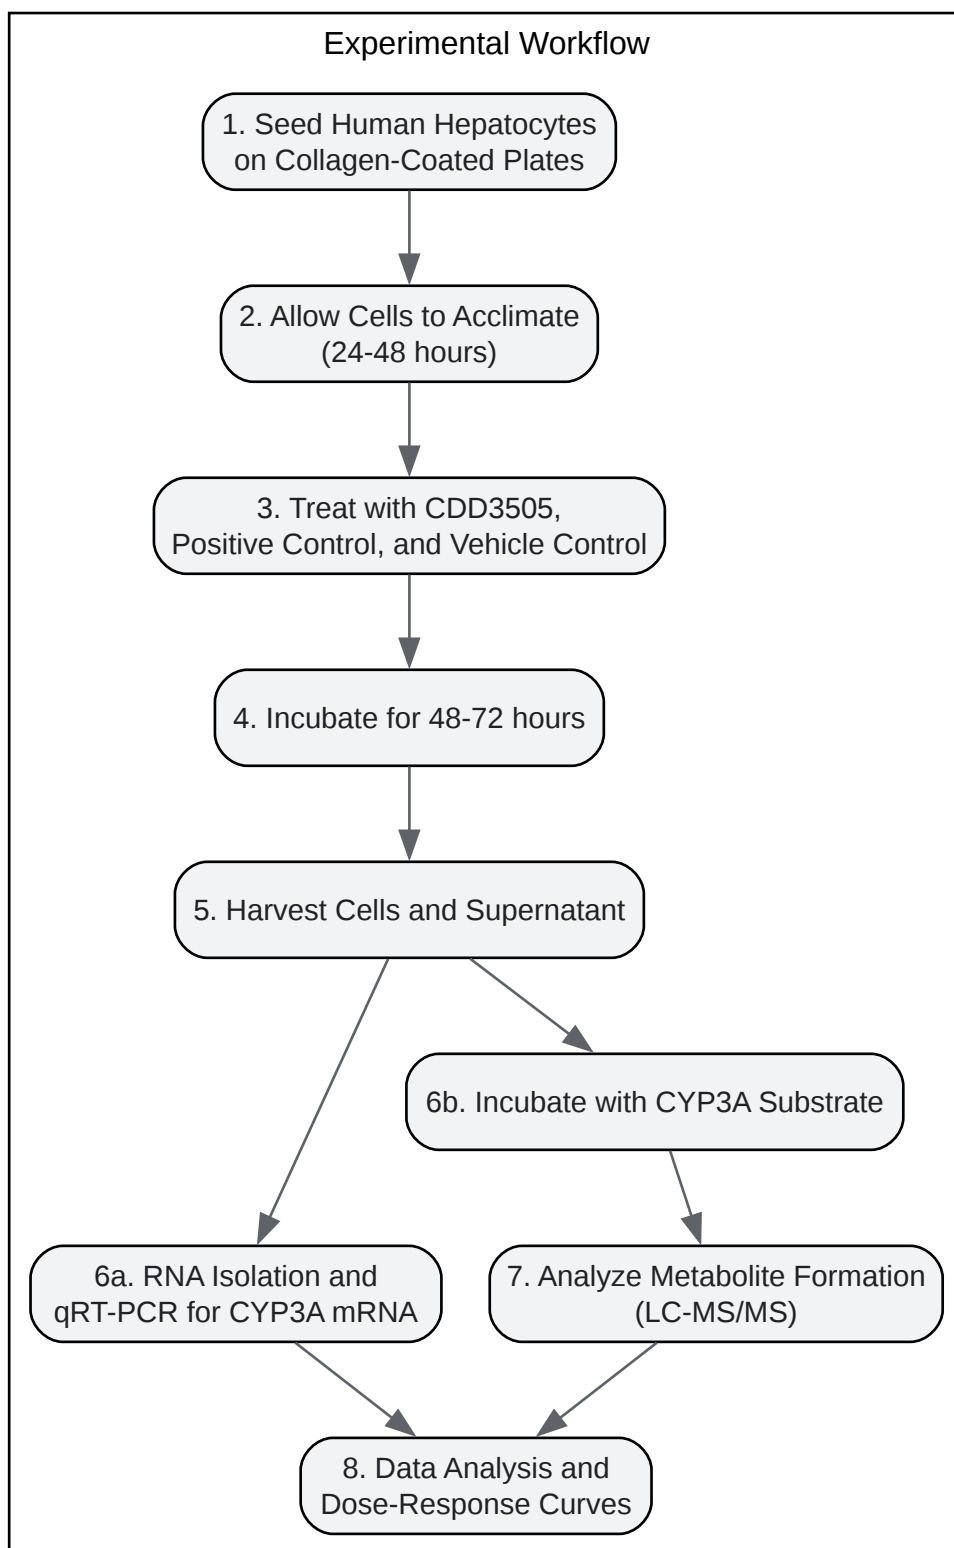 Experimental Workflow
1. Seed Human Hepatocytes
on Collagen-Coated Plates
2. Allow Cells to Acclimate
(24-48 hours)
3. Treat with CDD3505,
Positive Control, and Vehicle Control
4. Incubate for 48-72 hours
5. Harvest Cells and Supernatant
6b. Incubate with CYP3A Substrate
6a. RNA Isolation and
qRT-PCR for CYP3A mRNA
7. Analyze Metabolite Formation
(LC-MS/MS)
8. Data Analysis and
Dose-Response Curves